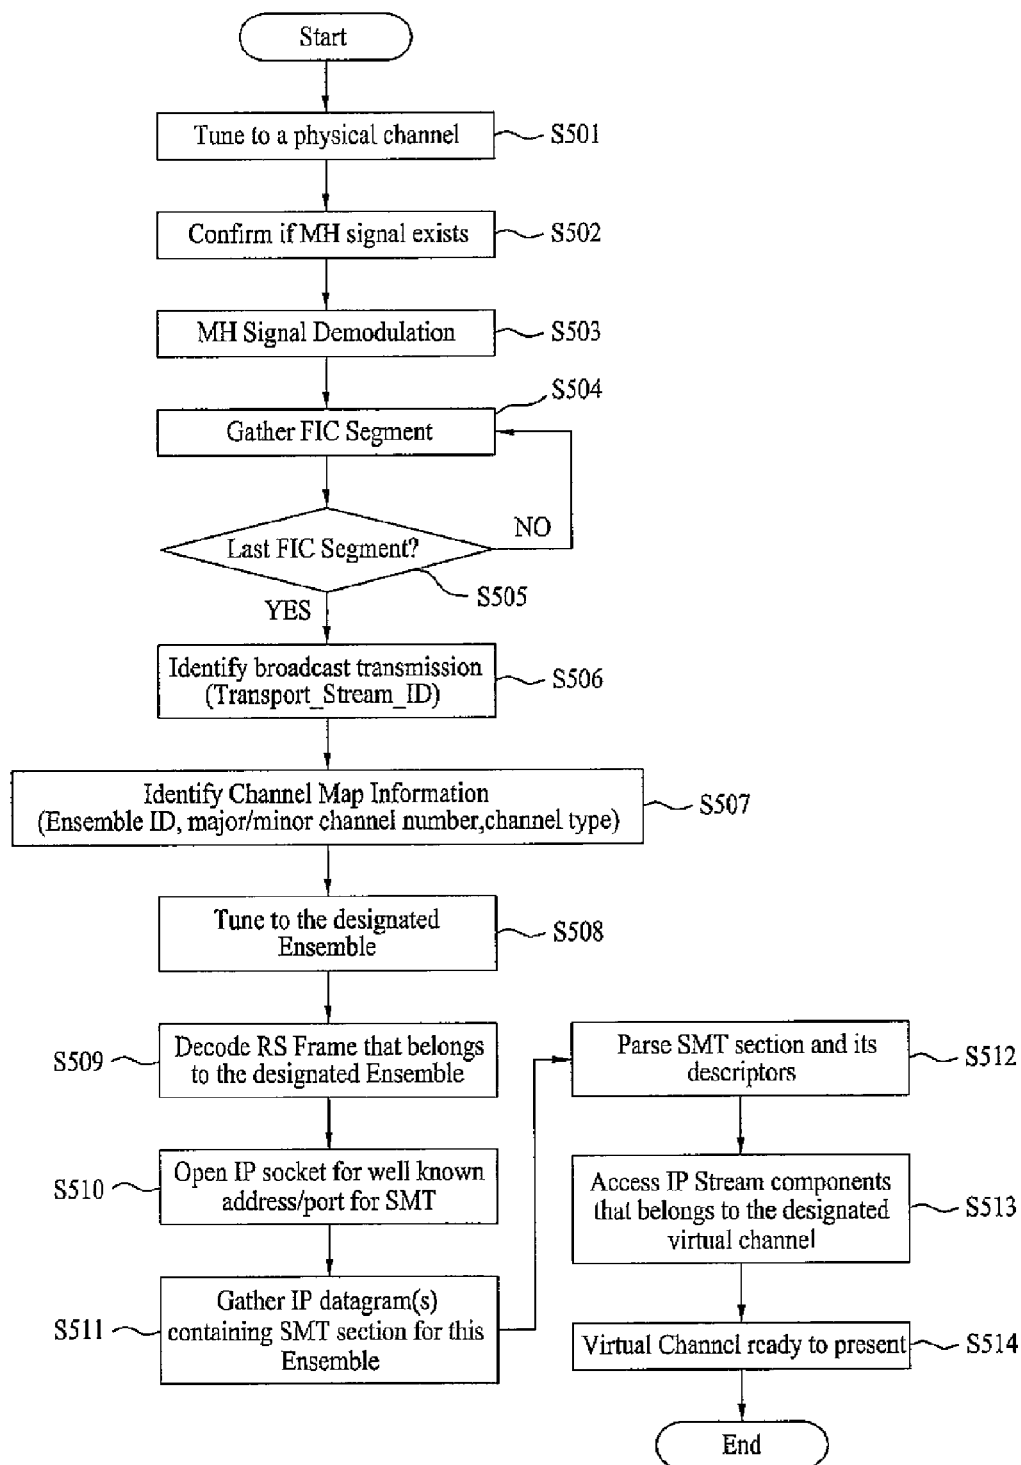 Start
Tune to a physical channel
S501
Confirm if MH signal exists
S502
MH Signal Demodulation
S503
S504
Gather FIC Segment
NO
Last FIC Segment?
S505
YES
Identify broadcast transmission
(Transport_Stream_ID)
S506
Identify Channel Map Information
(Ensemble ID, major/minor channel number,channel type)
S507
Tune to the designated
Ensemble
S508
S509
Decode RS Frame that belongs
to the designated Ensemble
S510
Open IP socket for well known
address/port for SMT
S511
Gather IP datagram(s)
containing SMT section for this
Ensemble
Parse SMT section and its
descriptors
S512
Access IP Stream components
that belongs to the designated
virtual channel
S513
Virtual Channel ready to present
S514
End